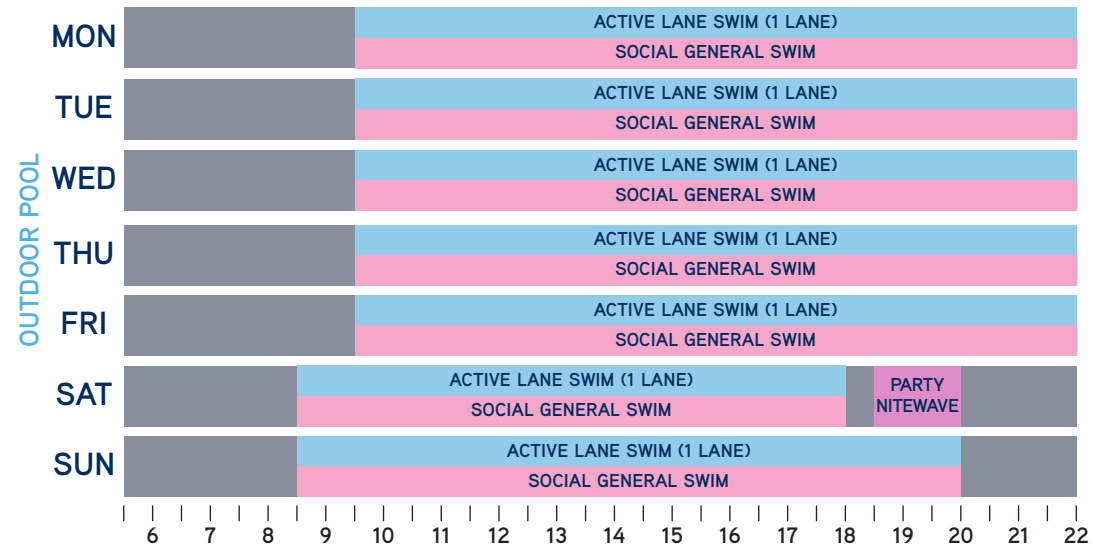 OUTDOOR POOL
MON
ACTIVE LANE SWIM (1 LANE)
SOCIAL GENERAL SWIM
TUE
ACTIVE LANE SWIM (1 LANE)
SOCIAL GENERAL SWIM
WED
ACTIVE LANE SWIM (1 LANE)
SOCIAL GENERAL SWIM
THU
ACTIVE LANE SWIM (1 LANE)
SOCIAL GENERAL SWIM
FRI
ACTIVE LANE SWIM (1 LANE)
SOCIAL GENERAL SWIM
SAT
ACTIVE LANE SWIM (1 LANE)
SOCIAL GENERAL SWIM
PARTY
NITEWAVE
SUN
ACTIVE LANE SWIM (1 LANE)
SOCIAL GENERAL SWIM
6 7 8 9 10 11 12 13 14 15 16 17 18 19 20 21 22